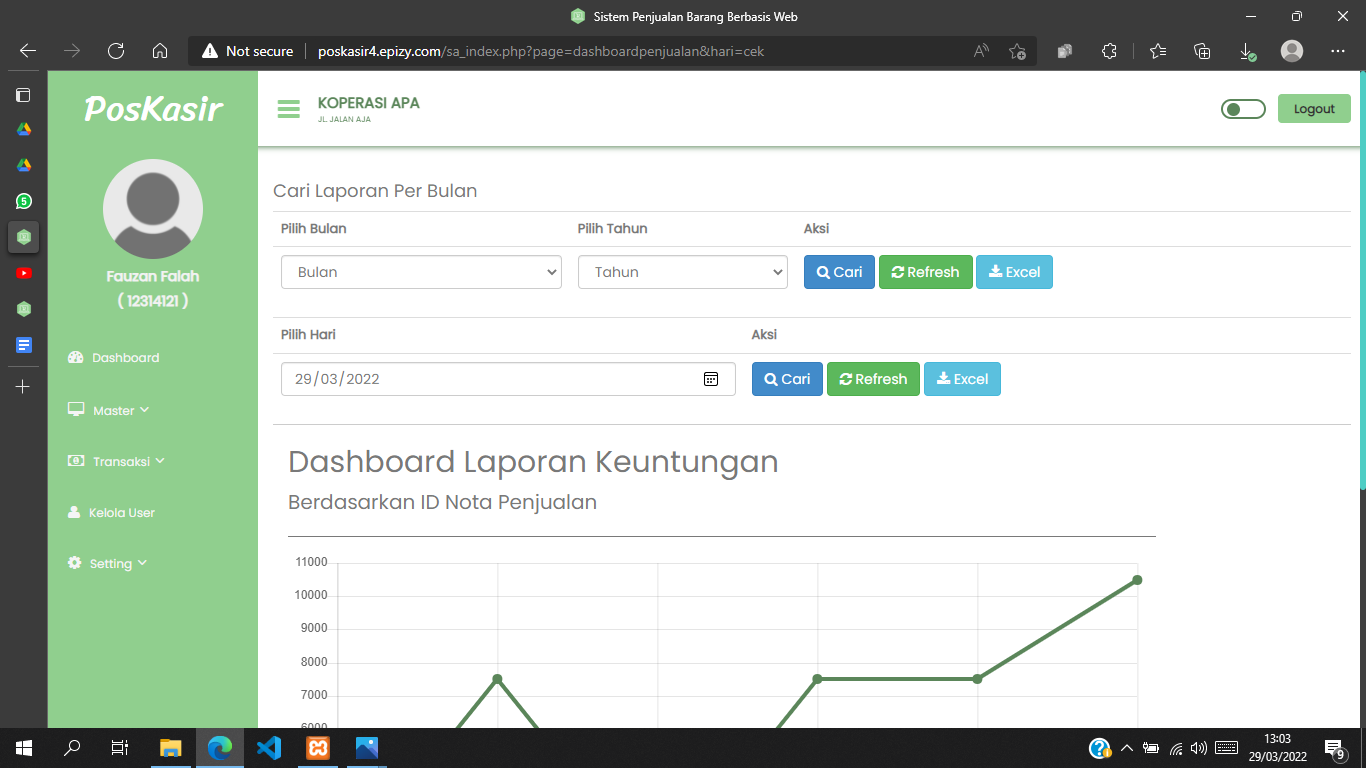 Sistem Penjualan Barang Berbasis Web
Not secure poskasir4.epizy.com/sa_index.php?page=dashboardpenjualan&hari=cek
PosKasir
KOPERASI APA
JL. JALAN AJA
Logout
5
Fauzan Falah
( 12314121 )
Dashboard
Master
Transaksi
Kelola User
Setting
Cari Laporan Per Bulan
Pilih Bulan Pilih Tahun Aksi
Bulan Tahun Cari Refresh Excel
Pilih Hari Aksi
29/03/2022 Cari Refresh Excel
Dashboard Laporan Keuntungan
Berdasarkan ID Nota Penjualan
11000
10000
9000
8000
7000
6000
13:03
29/03/2022
9